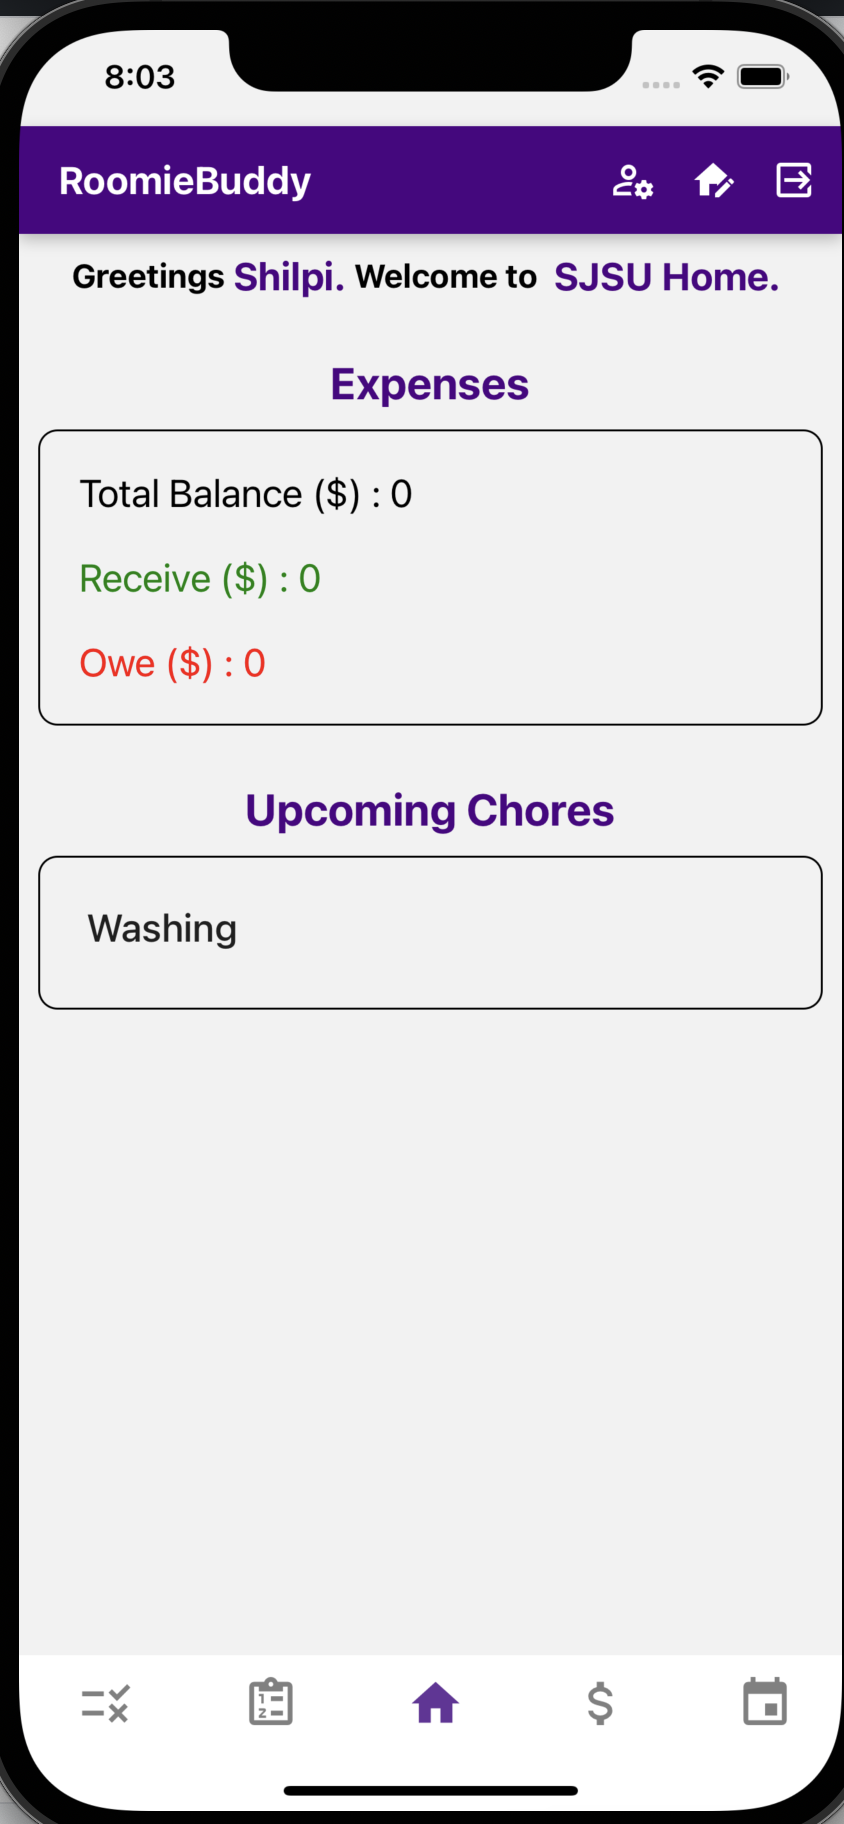 8:03
RoomieBuddy
Greetings Shilpi. Welcome to SJSU Home.
Expenses
Total Balance ($) : 0
Receive ($) : 0
Owe ($) : 0
Upcoming Chores
Washing